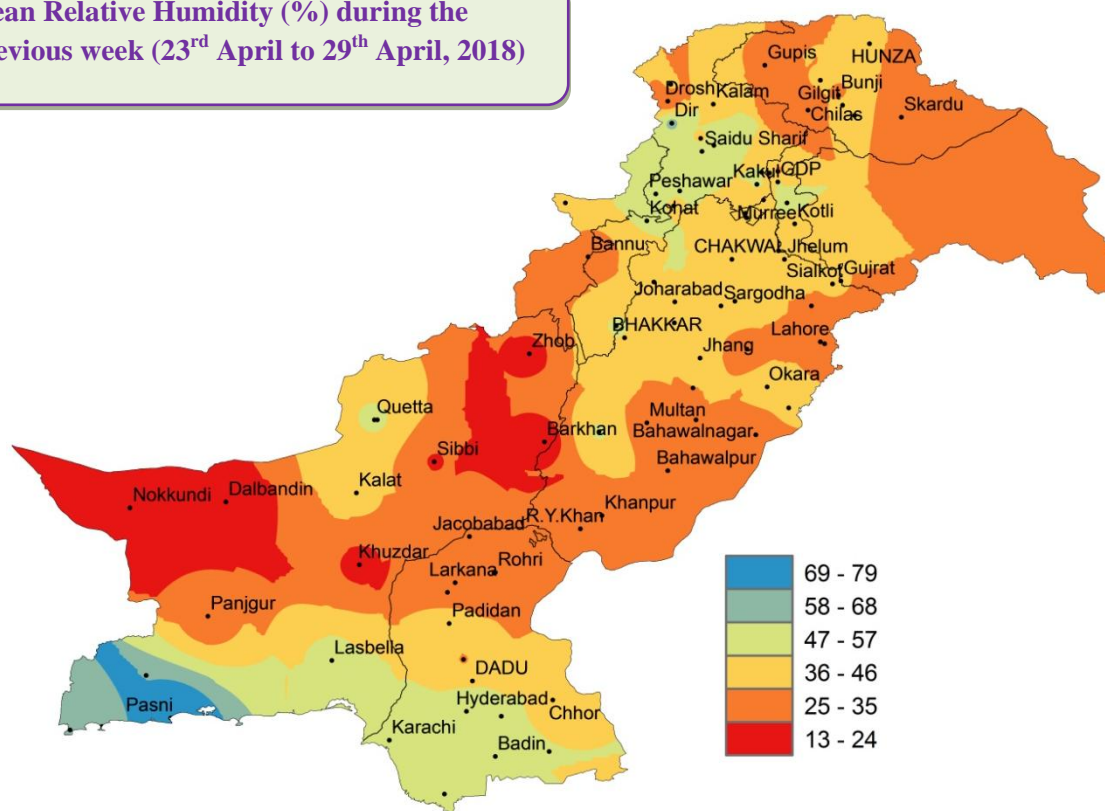 ean Relative Humidity (%) during the
evious week (23rd April to 29th April, 2018)
HUNZA
Gupis
Bunji
Drosh
Kalam
Gilgit
Skardu
Dir
Chilas
Saidu Sharif
Kakul
GDP
Peshawar
Kohat
Murree
Kotli
Bannu
CHAKWAL
Jhelum
Sialkot
Gujrat
Joharabad
Sargodha
BHAKKAR
Lahore
Zhob
Jhang
Okara
Quetta
Multan
Barkhan
Bahawalnagar
Sibbi
Bahawalpur
Kalat
Nokkundi
Dalbandin
Khanpur
R.Y.Khan
Jacobabad
Khuzdar
Rohri
Larkana
Panjgur
Padidan
Lasbella
DADU
Pasni
Hyderabad
Chhor
Karachi
Badin
69 - 79
58 - 68
47 - 57
36 - 46
25 - 35
13 - 24